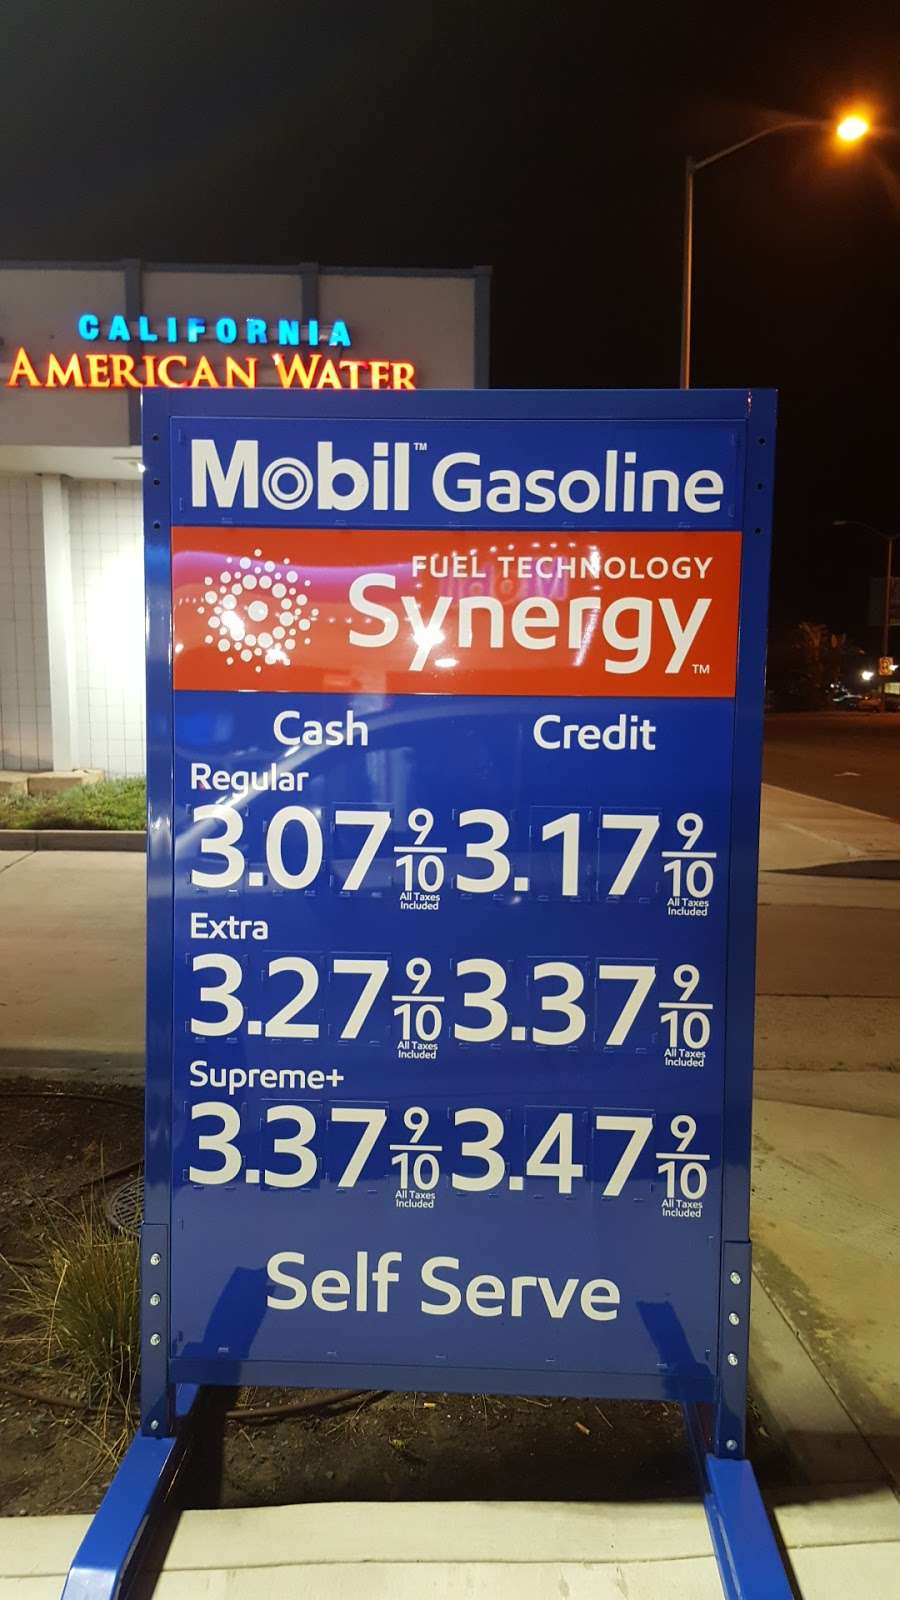 CALIFORNIA
AMERICAN WATER
Mobil™ Gasoline
FUEL TECHNOLOGY
Synergy™
Cash Credit
Regular
3.07 9/10 3.17 9/10
All Taxes Included All Taxes Included
Extra
3.27 9/10 3.37 9/10
All Taxes Included All Taxes Included
Supreme+
3.37 9/10 3.47 9/10
All Taxes Included All Taxes Included
Self Serve